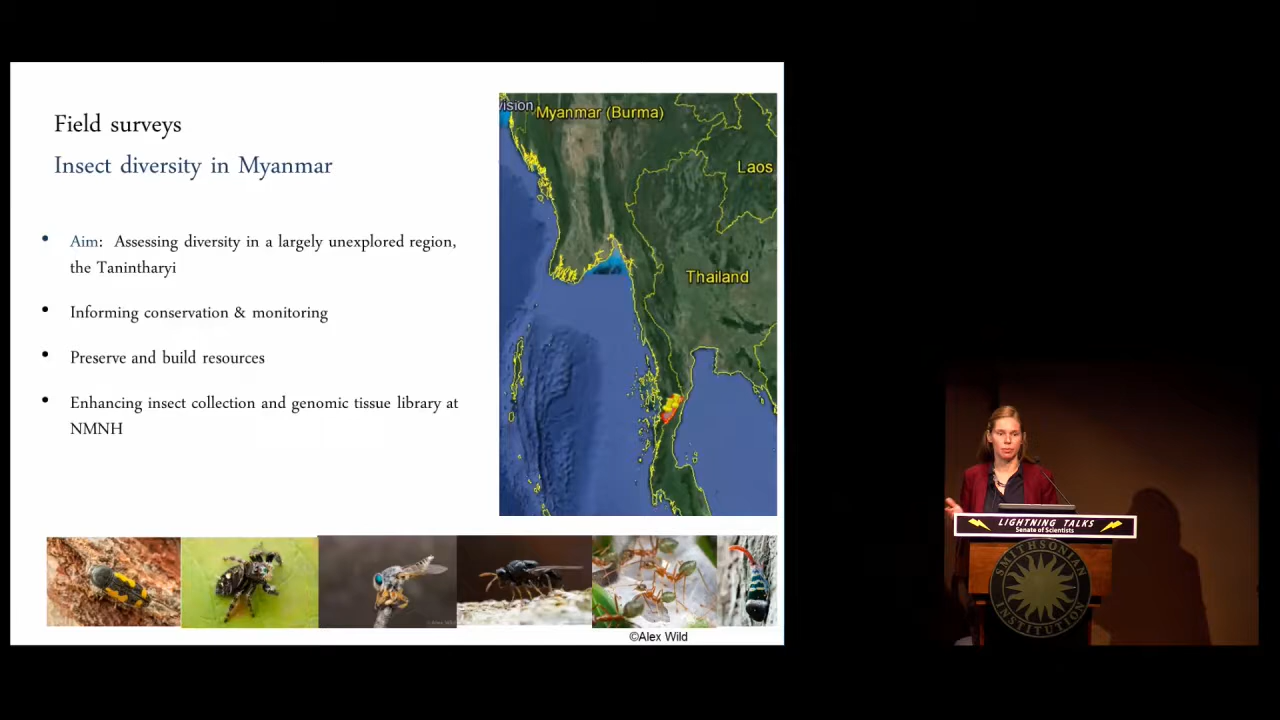 Field surveys
Insect diversity in Myanmar
• Aim: Assessing diversity in a largely unexplored region,
the Tanintharyi
• Informing conservation & monitoring
• Preserve and build resources
• Enhancing insect collection and genomic tissue library at
NMNH
vision
Myanmar (Burma)
Laos
Thailand
©Alex Wild
LIGHTNING TALKS
Senate of Scientists
SMITHSONIAN
INSTITUTION